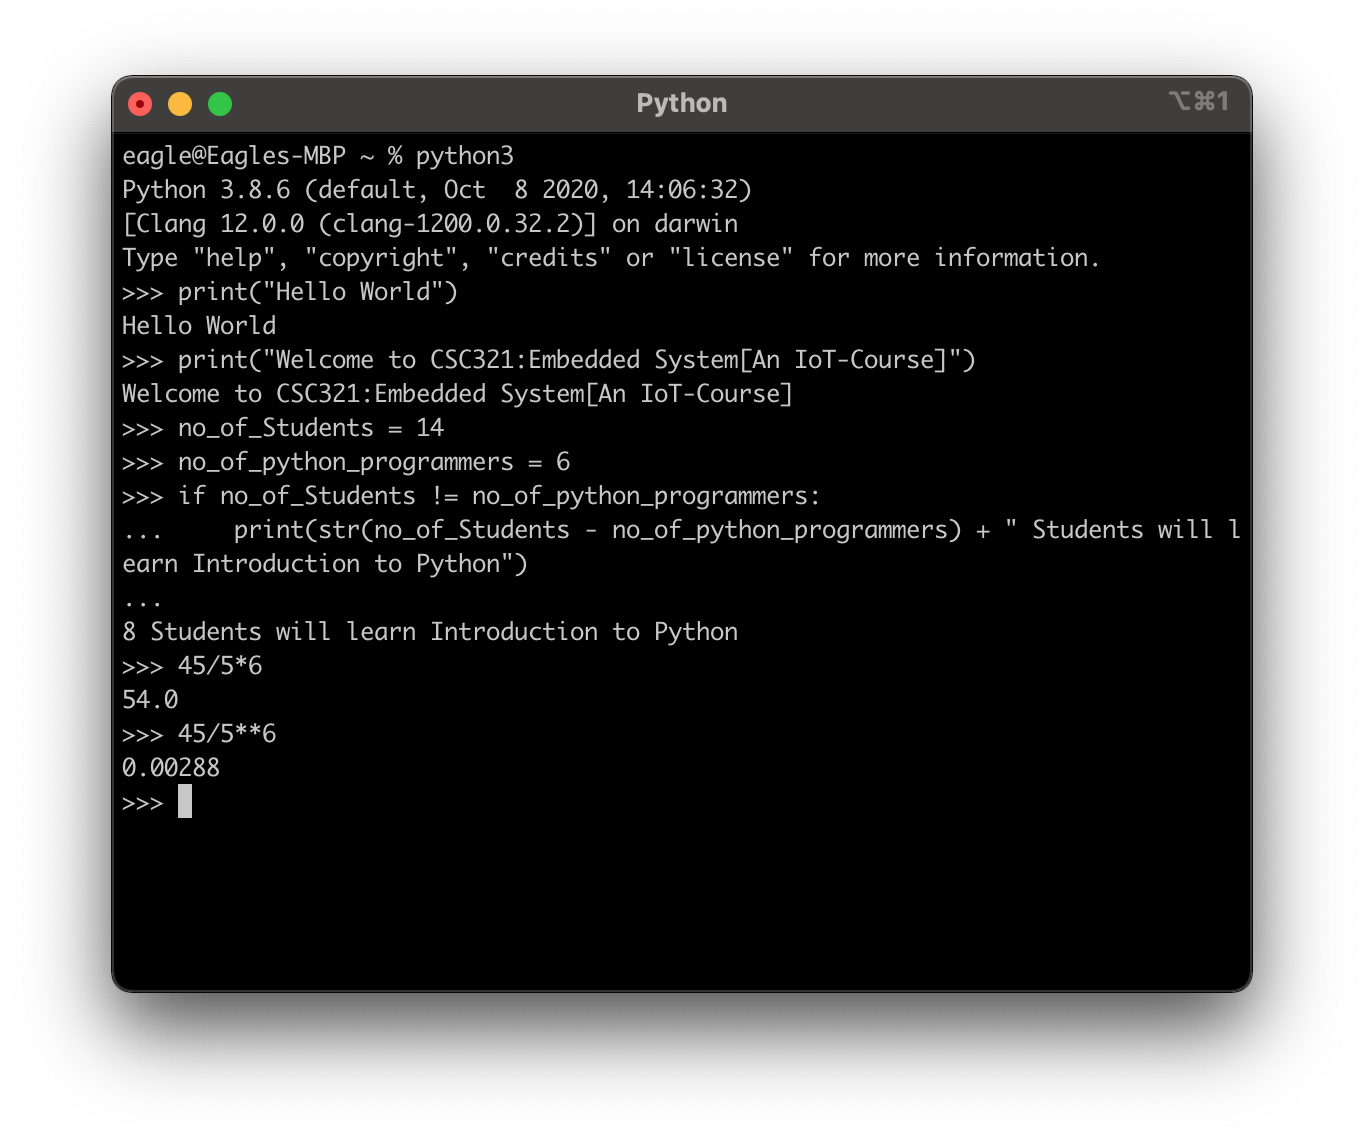 Python
⌥⌘1
eagle@Eagles-MBP ~ % python3
Python 3.8.6 (default, Oct  8 2020, 14:06:32)
[Clang 12.0.0 (clang-1200.0.32.2)] on darwin
Type "help", "copyright", "credits" or "license" for more information.
>>> print("Hello World")
Hello World
>>> print("Welcome to CSC321:Embedded System[An IoT-Course]")
Welcome to CSC321:Embedded System[An IoT-Course]
>>> no_of_Students = 14
>>> no_of_python_programmers = 6
>>> if no_of_Students != no_of_python_programmers:
...     print(str(no_of_Students - no_of_python_programmers) + " Students will l
earn Introduction to Python")
...
8 Students will learn Introduction to Python
>>> 45/5*6
54.0
>>> 45/5**6
0.00288
>>>